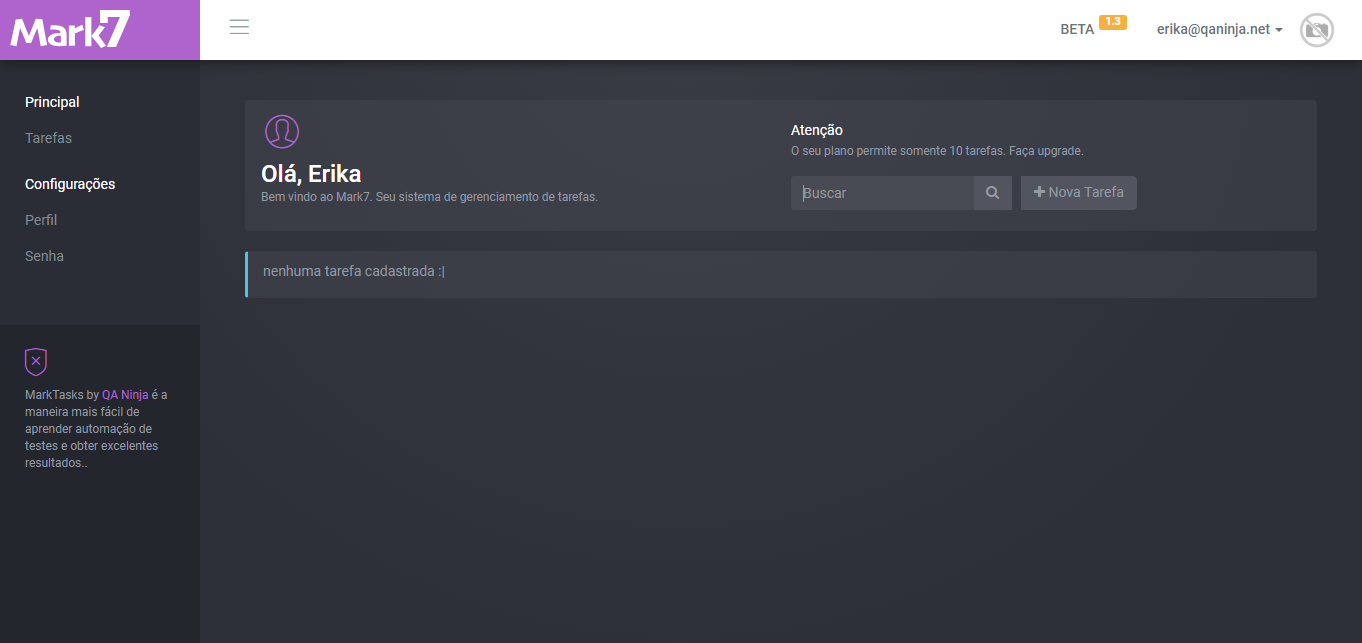 Mark7
BETA 1.3
erika@qaninja.net
Principal
Tarefas
Configurações
Perfil
Senha
MarkTasks by QA Ninja é a
maneira mais fácil de
aprender automação de
testes e obter excelentes
resultados..
Olá, Erika
Bem vindo ao Mark7. Seu sistema de gerenciamento de tarefas.
Atenção
O seu plano permite somente 10 tarefas. Faça upgrade.
Buscar
Nova Tarefa
nenhuma tarefa cadastrada :|